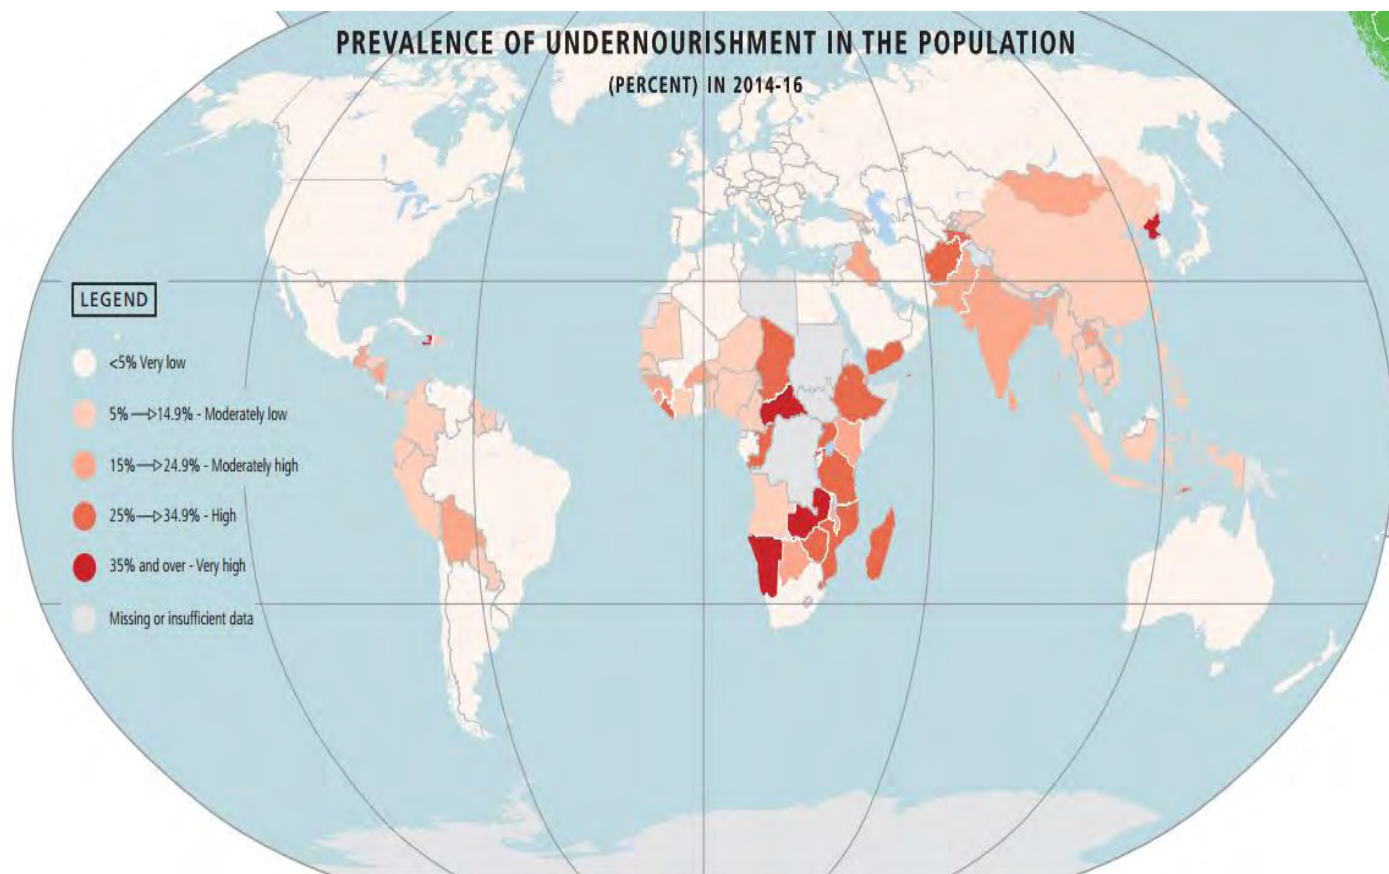 PREVALENCE OF UNDERNOURISHMENT IN THE POPULATION
(PERCENT) IN 2014-16
LEGEND
<5% Very low
5% ⟶ 14.9% - Moderately low
15% ⟶ 24.9% - Moderately high
25% ⟶ 34.9% - High
35% and over - Very high
Missing or insufficient data